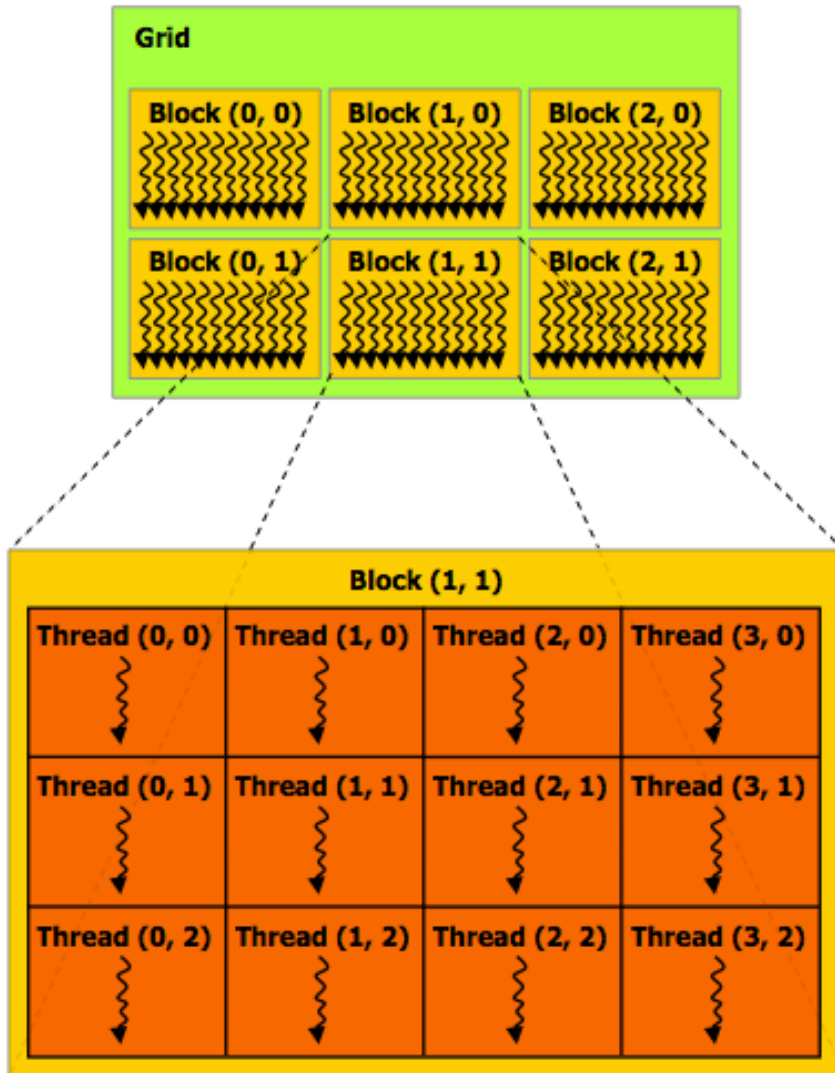 Grid
Block (0, 0) Block (1, 0) Block (2, 0)
Block (0, 1) Block (1, 1) Block (2, 1)
Block (1, 1)
Thread (0, 0) Thread (1, 0) Thread (2, 0) Thread (3, 0)
Thread (0, 1) Thread (1, 1) Thread (2, 1) Thread (3, 1)
Thread (0, 2) Thread (1, 2) Thread (2, 2) Thread (3, 2)